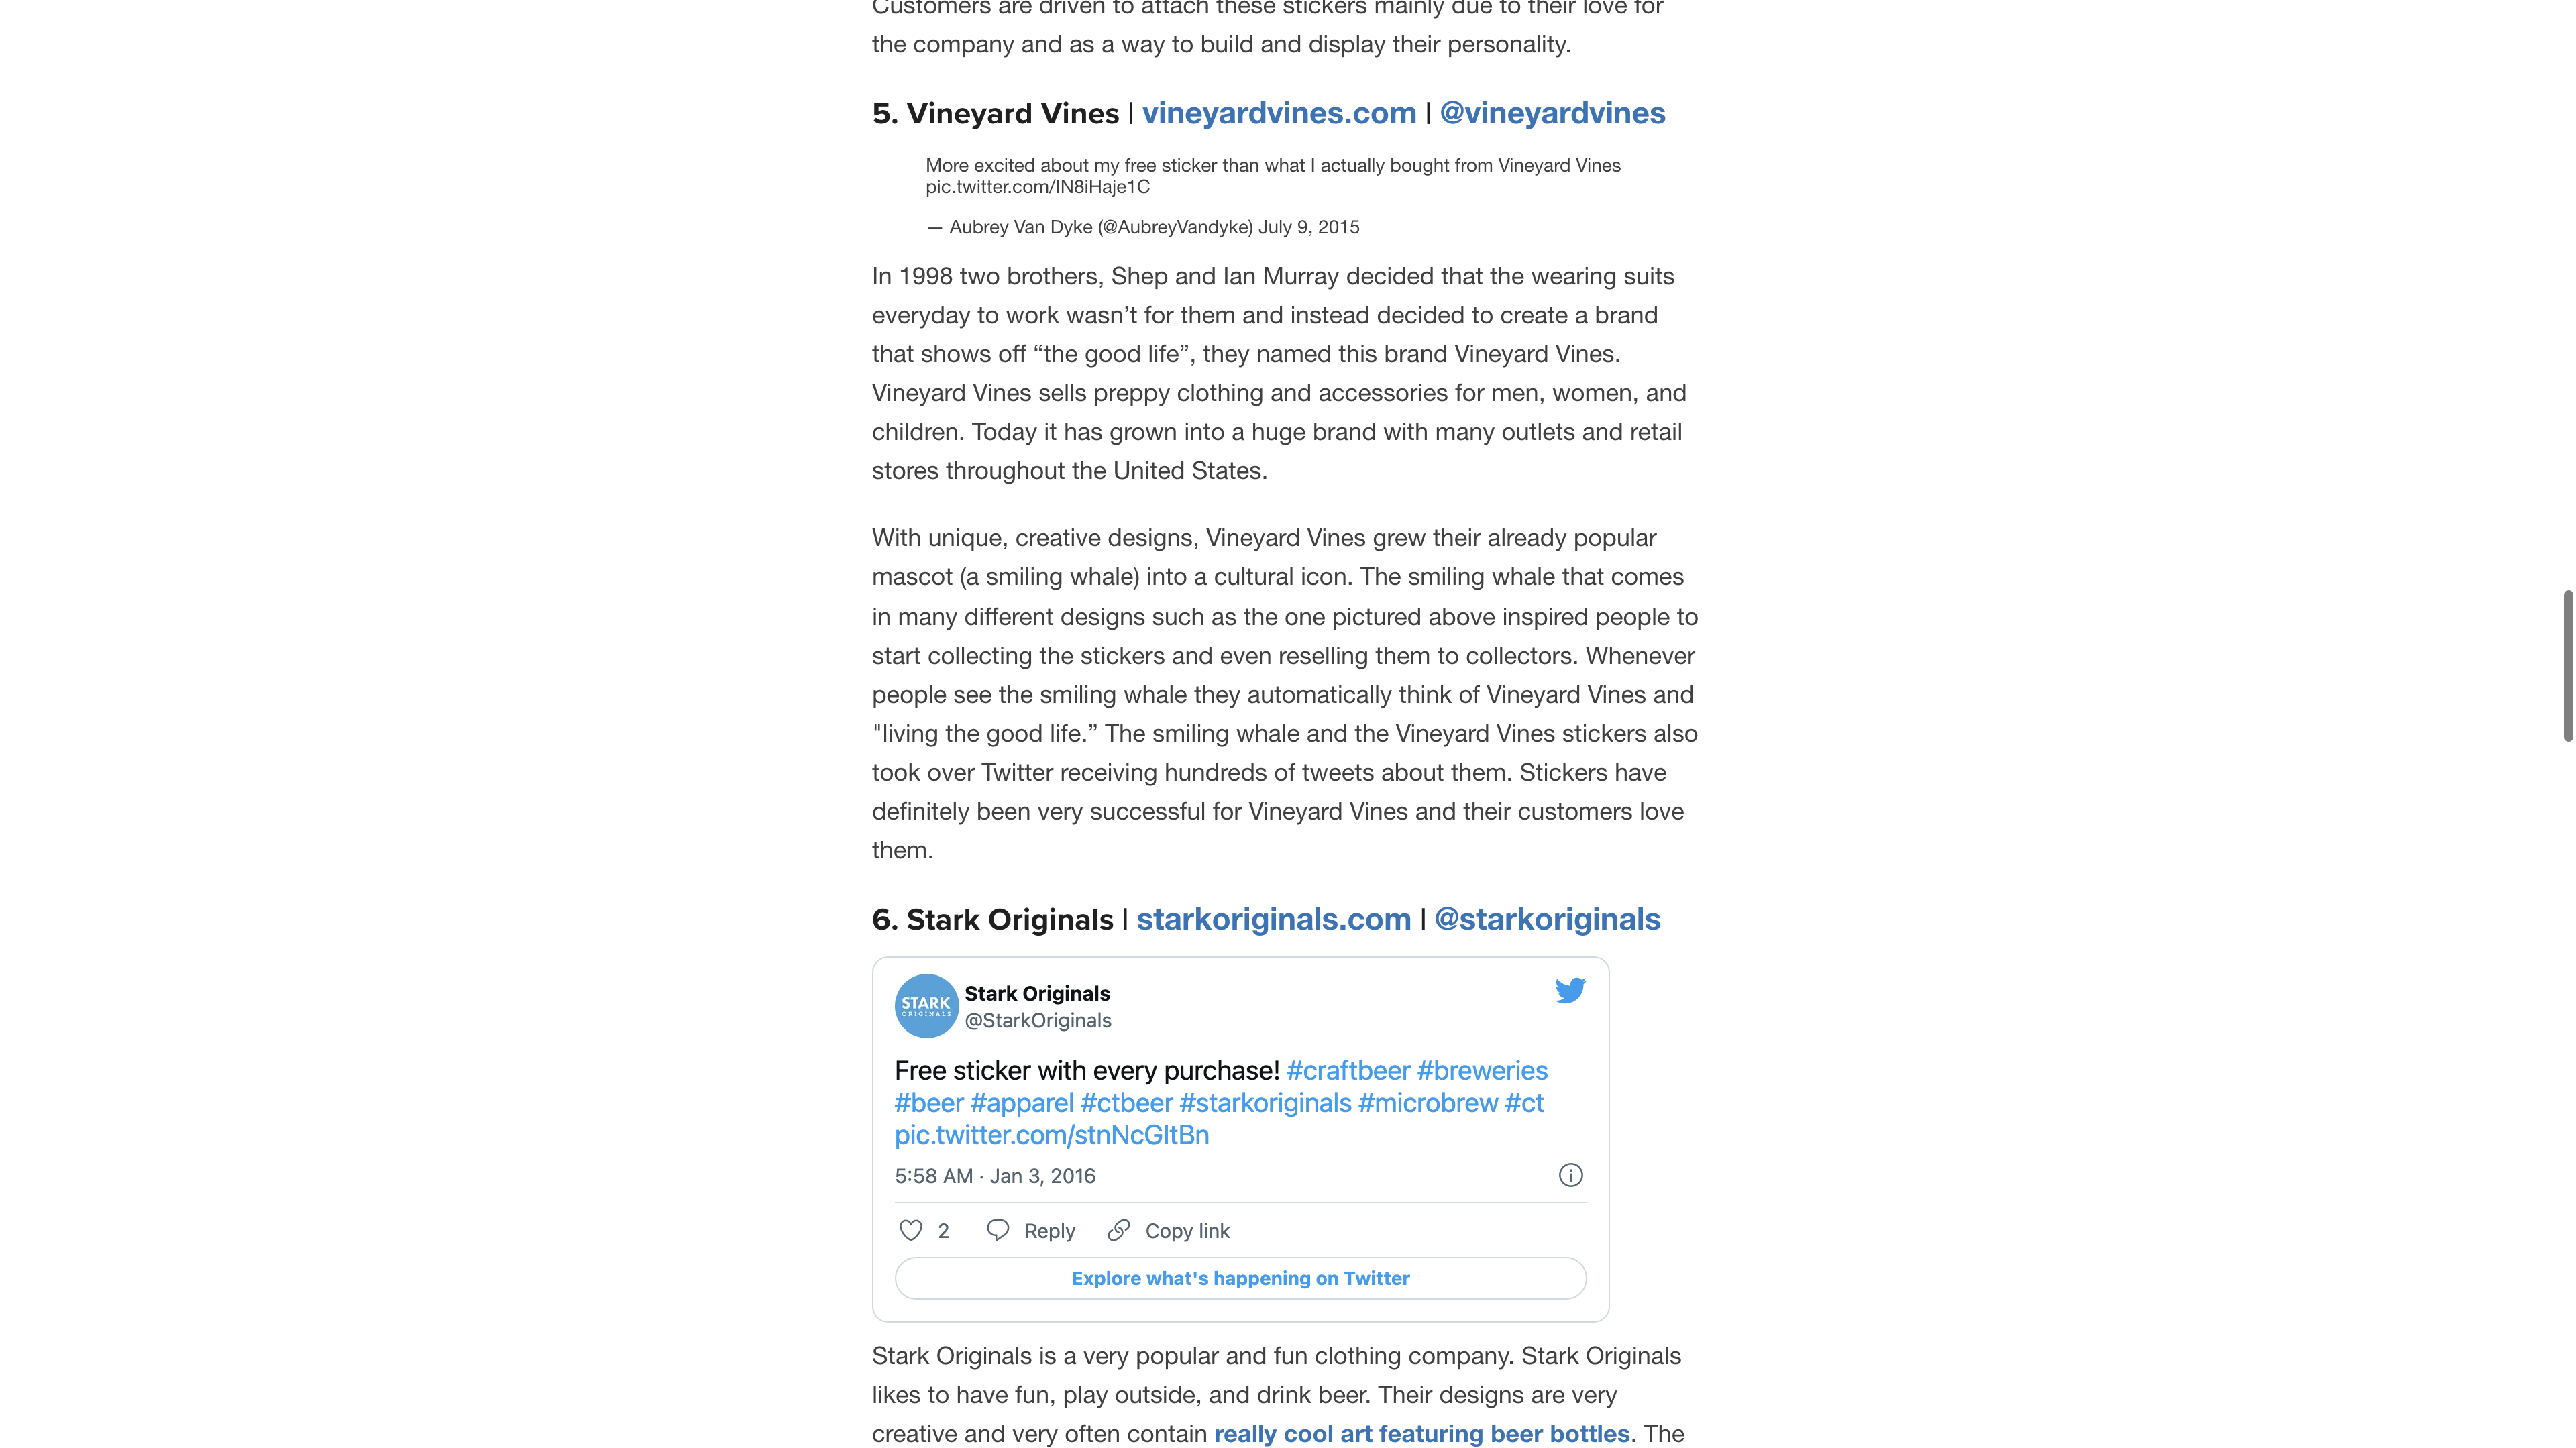 Customers are driven to attach these stickers mainly due to their love for
the company and as a way to build and display their personality.
5. Vineyard Vines | vineyardvines.com | @vineyardvines
More excited about my free sticker than what I actually bought from Vineyard Vines
pic.twitter.com/IN8iHaje1C
— Aubrey Van Dyke (@AubreyVandyke) July 9, 2015
In 1998 two brothers, Shep and Ian Murray decided that the wearing suits
everyday to work wasn’t for them and instead decided to create a brand
that shows off “the good life”, they named this brand Vineyard Vines.
Vineyard Vines sells preppy clothing and accessories for men, women, and
children. Today it has grown into a huge brand with many outlets and retail
stores throughout the United States.
With unique, creative designs, Vineyard Vines grew their already popular
mascot (a smiling whale) into a cultural icon. The smiling whale that comes
in many different designs such as the one pictured above inspired people to
start collecting the stickers and even reselling them to collectors. Whenever
people see the smiling whale they automatically think of Vineyard Vines and
"living the good life.” The smiling whale and the Vineyard Vines stickers also
took over Twitter receiving hundreds of tweets about them. Stickers have
definitely been very successful for Vineyard Vines and their customers love
them.
6. Stark Originals | starkoriginals.com | @starkoriginals
STARK
ORIGINALS
Stark Originals
@StarkOriginals
Free sticker with every purchase! #craftbeer #breweries
#beer #apparel #ctbeer #starkoriginals #microbrew #ct
pic.twitter.com/stnNcGItBn
5:58 AM · Jan 3, 2016
2 Reply Copy link
Explore what's happening on Twitter
Stark Originals is a very popular and fun clothing company. Stark Originals
likes to have fun, play outside, and drink beer. Their designs are very
creative and very often contain really cool art featuring beer bottles. The